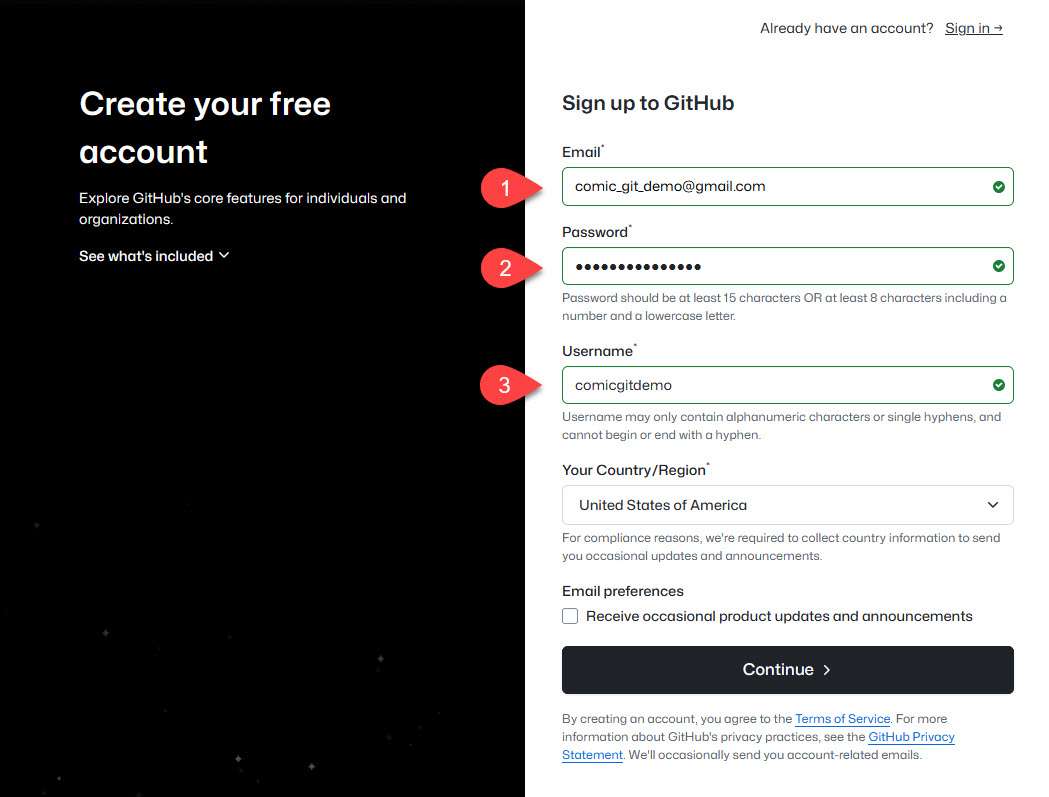 Already have an account? Sign in →
Create your free
account
Explore GitHub's core features for individuals and
organizations.
See what's included
Sign up to GitHub
Email*
1
comic_git_demo@gmail.com
Password*
2
•••••••••••••••
Password should be at least 15 characters OR at least 8 characters including a
number and a lowercase letter.
Username*
3
comicgitdemo
Username may only contain alphanumeric characters or single hyphens, and
cannot begin or end with a hyphen.
Your Country/Region*
United States of America
For compliance reasons, we're required to collect country information to send
you occasional updates and announcements.
Email preferences
Receive occasional product updates and announcements
Continue >
By creating an account, you agree to the Terms of Service. For more
information about GitHub's privacy practices, see the GitHub Privacy
Statement. We'll occasionally send you account-related emails.